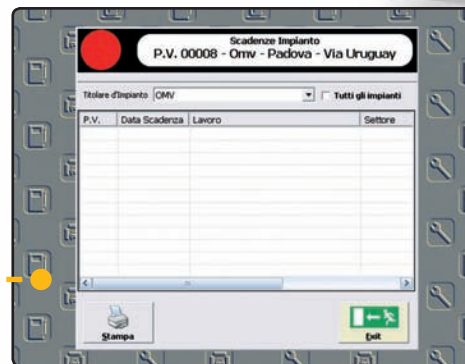 Scadenze Impianto
P.V. 00008 - Omv - Padova - Via Uruguay
Titolare d'Impianto OMV Tutti gli impianti
P.V. Data Scadenza Lavoro Settore
Stampa Exit